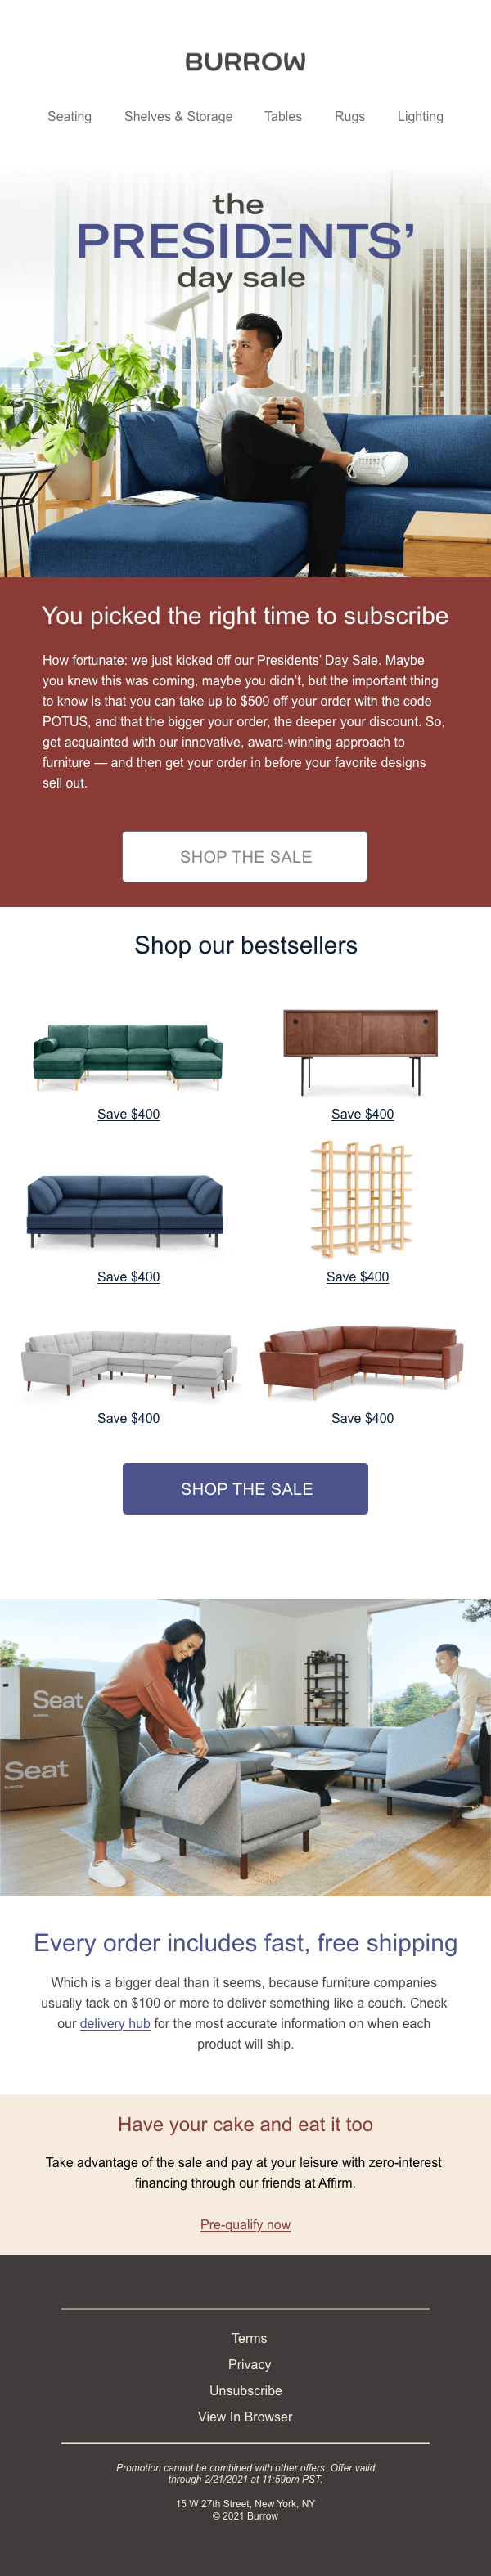 BURROW
Seating Shelves & Storage Tables Rugs Lighting
the
PRESIDENTS’
day sale
You picked the right time to subscribe
How fortunate: we just kicked off our Presidents’ Day Sale. Maybe
you knew this was coming, maybe you didn’t, but the important thing
to know is that you can take up to $500 off your order with the code
POTUS, and that the bigger your order, the deeper your discount. So,
get acquainted with our innovative, award-winning approach to
furniture — and then get your order in before your favorite designs
sell out.
SHOP THE SALE
Shop our bestsellers
Save $400 Save $400
Save $400 Save $400
Save $400 Save $400
SHOP THE SALE
Seat
Seat
Every order includes fast, free shipping
Which is a bigger deal than it seems, because furniture companies
usually tack on $100 or more to deliver something like a couch. Check
our delivery hub for the most accurate information on when each
product will ship.
Have your cake and eat it too
Take advantage of the sale and pay at your leisure with zero-interest
financing through our friends at Affirm.
Pre-qualify now
Terms
Privacy
Unsubscribe
View In Browser
Promotion cannot be combined with other offers. Offer valid
through 2/21/2021 at 11:59pm PST.
15 W 27th Street, New York, NY
© 2021 Burrow